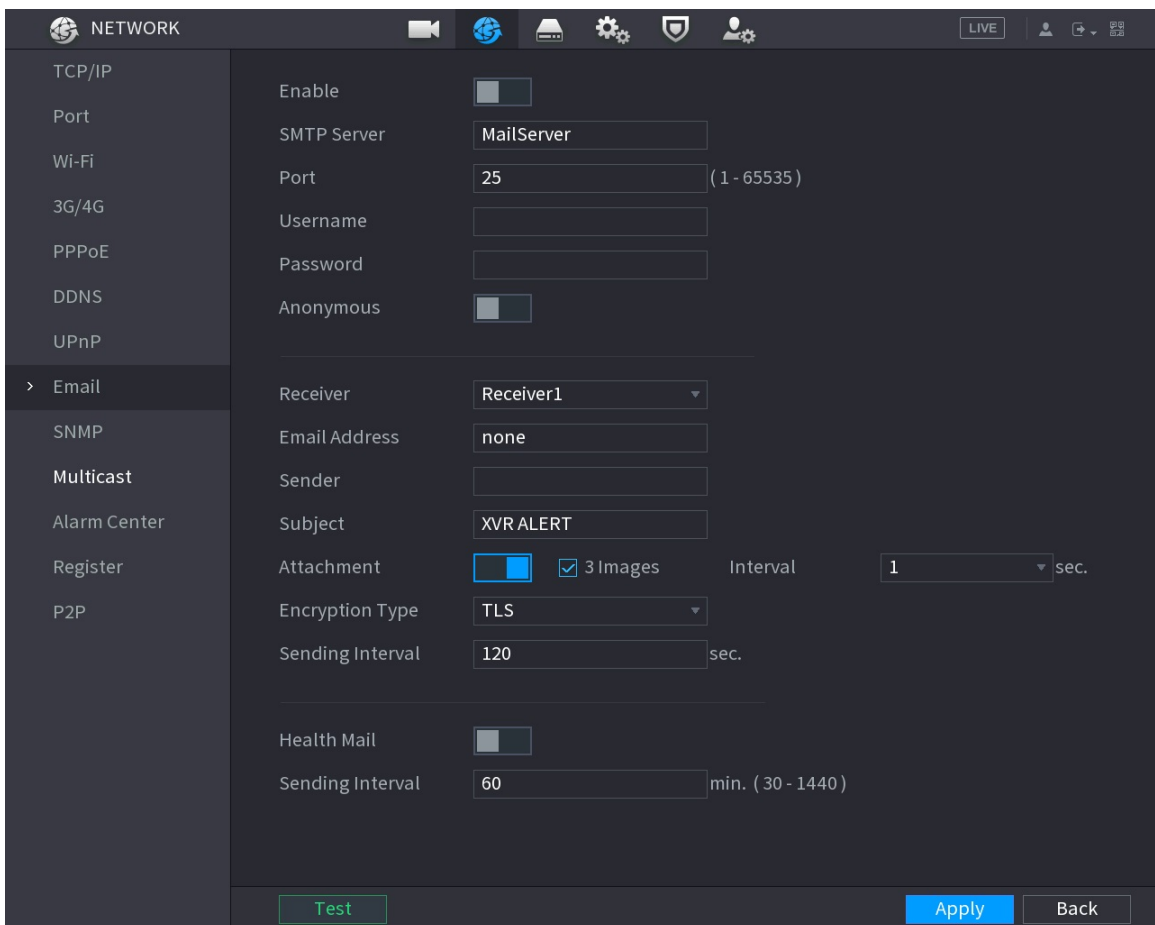 NETWORK
LIVE
TCP/IP
Port
Wi-Fi
3G/4G
PPPoE
DDNS
UPnP
Email
SNMP
Multicast
Alarm Center
Register
P2P
Enable
SMTP Server MailServer
Port 25 (1-65535)
Username
Password
Anonymous
Receiver Receiver1
Email Address none
Sender
Subject XVR ALERT
Attachment 3 Images Interval 1 sec.
Encryption Type TLS
Sending Interval 120 sec.
Health Mail
Sending Interval 60 min. (30-1440)
Test Apply Back